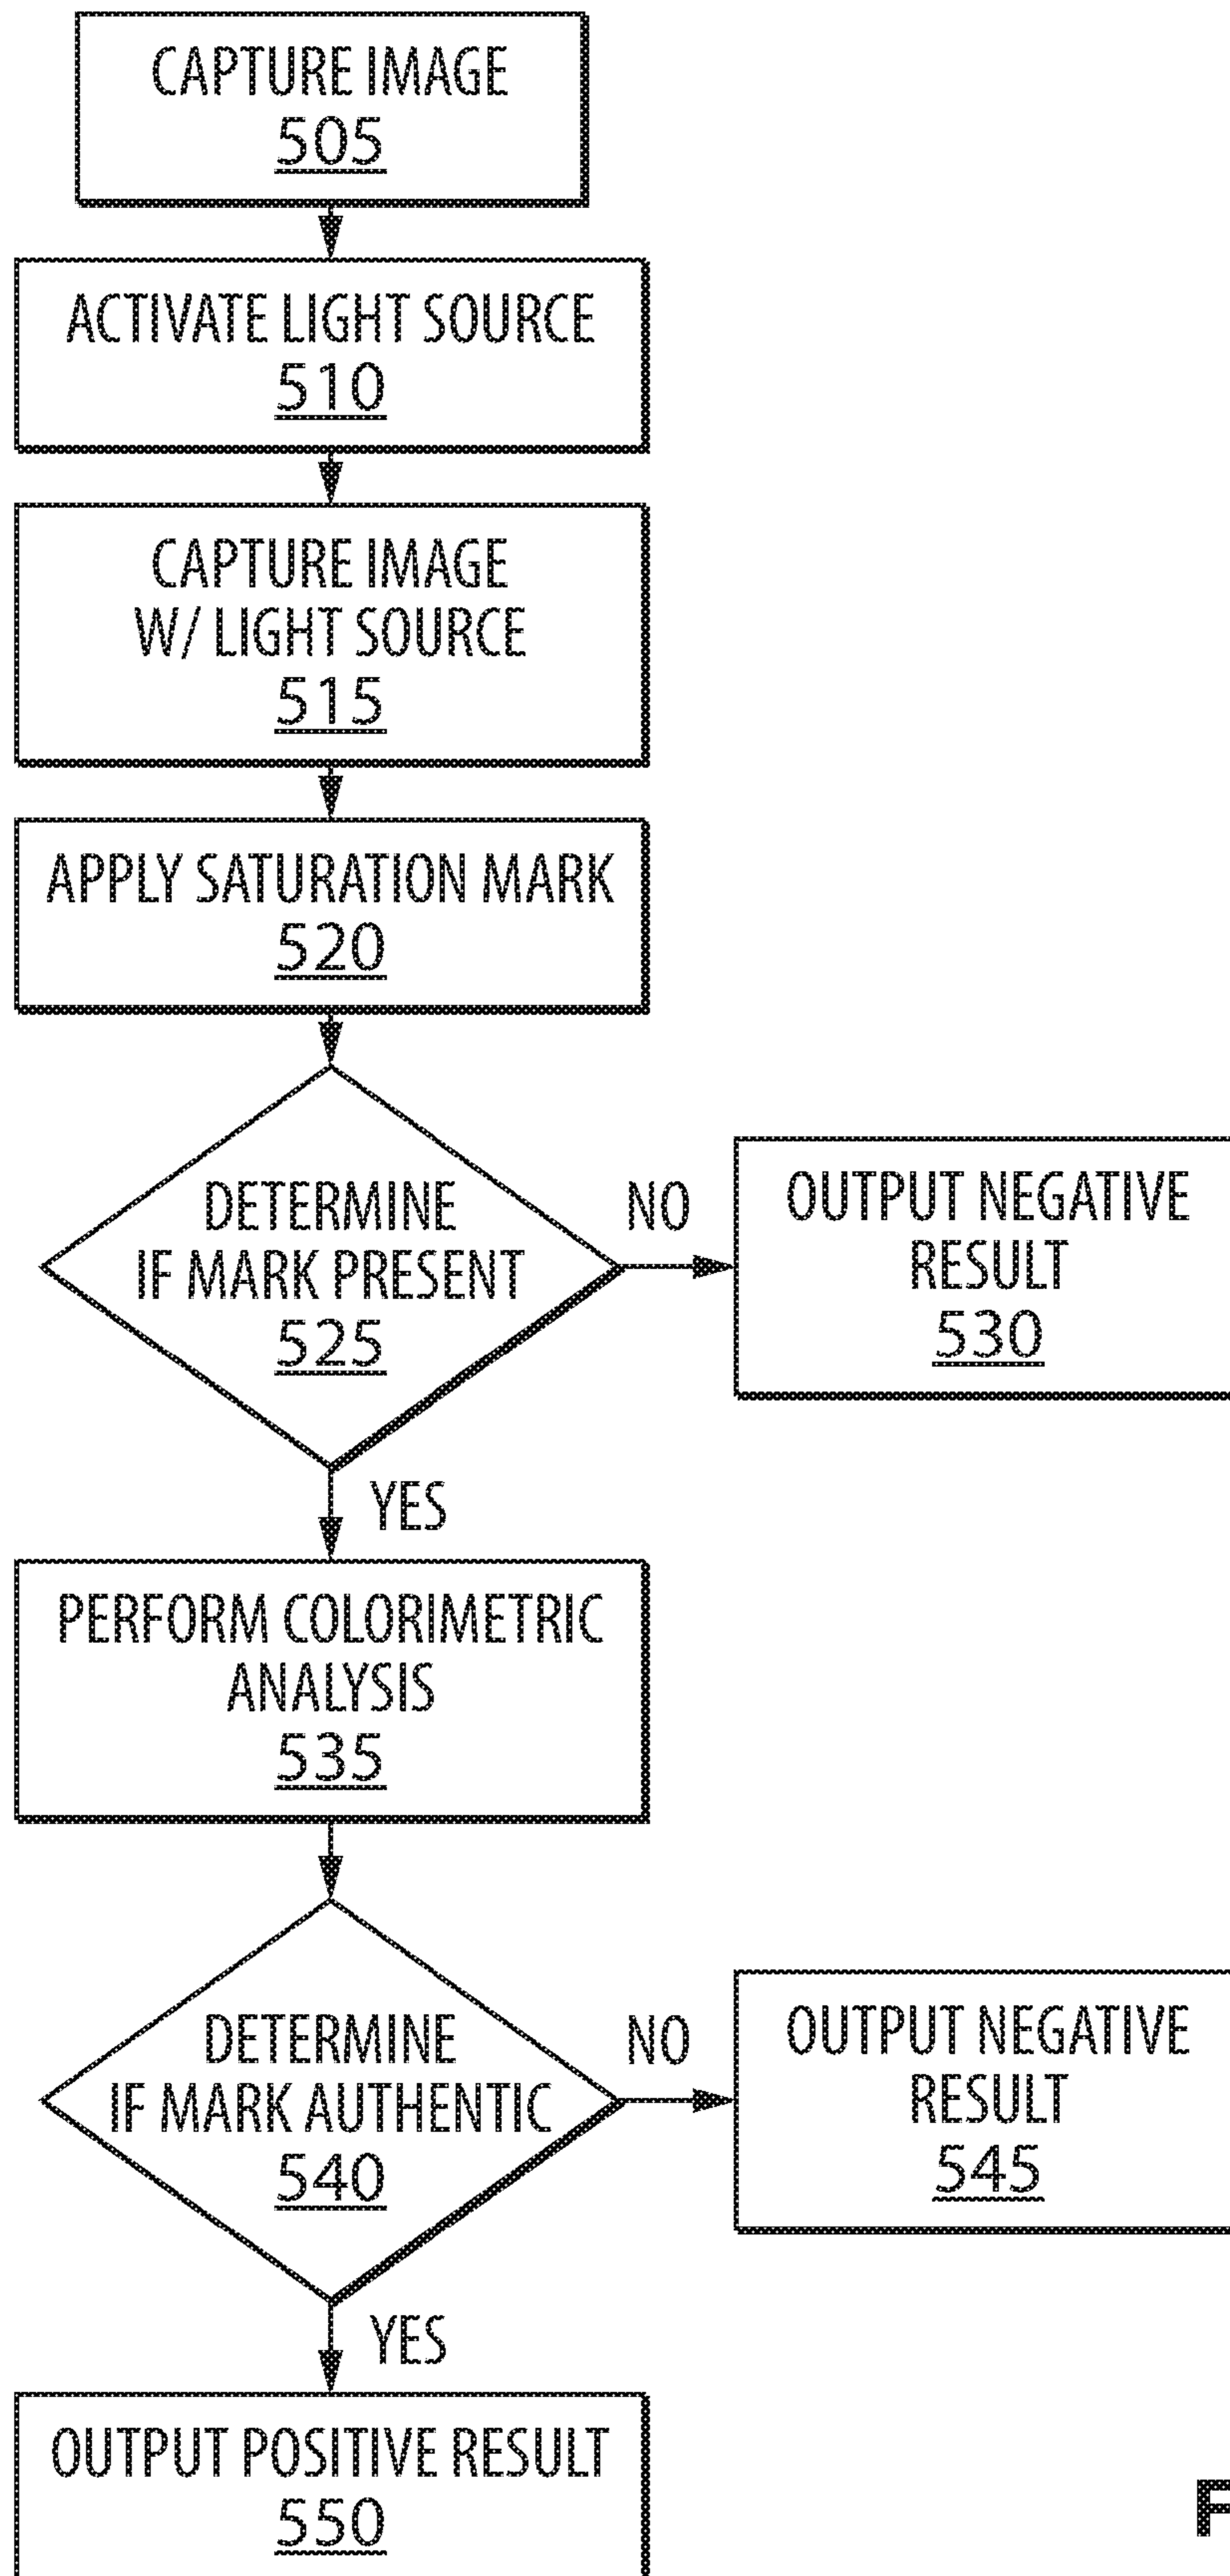 CAPTURE IMAGE
505
ACTIVATE LIGHT SOURCE
510
CAPTURE IMAGE
W/ LIGHT SOURCE
515
APPLY SATURATION MARK
520
DETERMINE
IF MARK PRESENT
525
NO
OUTPUT NEGATIVE
RESULT
530
YES
PERFORM COLORIMETRIC
ANALYSIS
535
DETERMINE
IF MARK AUTHENTIC
540
NO
OUTPUT NEGATIVE
RESULT
545
YES
OUTPUT POSITIVE RESULT
550
F